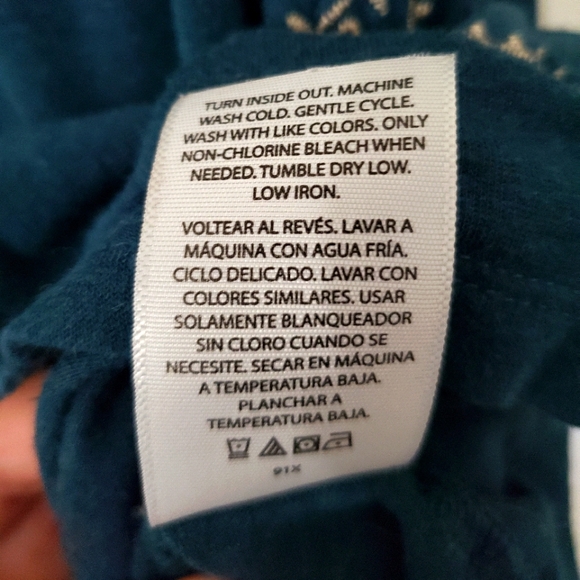 TURN INSIDE OUT. MACHINE
WASH COLD. GENTLE CYCLE.
WASH WITH LIKE COLORS. ONLY
NON-CHLORINE BLEACH WHEN
NEEDED. TUMBLE DRY LOW.
LOW IRON.
VOLTEAR AL REVÉS. LAVAR A
MÁQUINA CON AGUA FRÍA.
CICLO DELICADO. LAVAR CON
COLORES SIMILARES. USAR
SOLAMENTE BLANQUEADOR
SIN CLORO CUANDO SE
NECESITE. SECAR EN MÁQUINA
A TEMPERATURA BAJA.
PLANCHAR A
TEMPERATURA BAJA.
91X